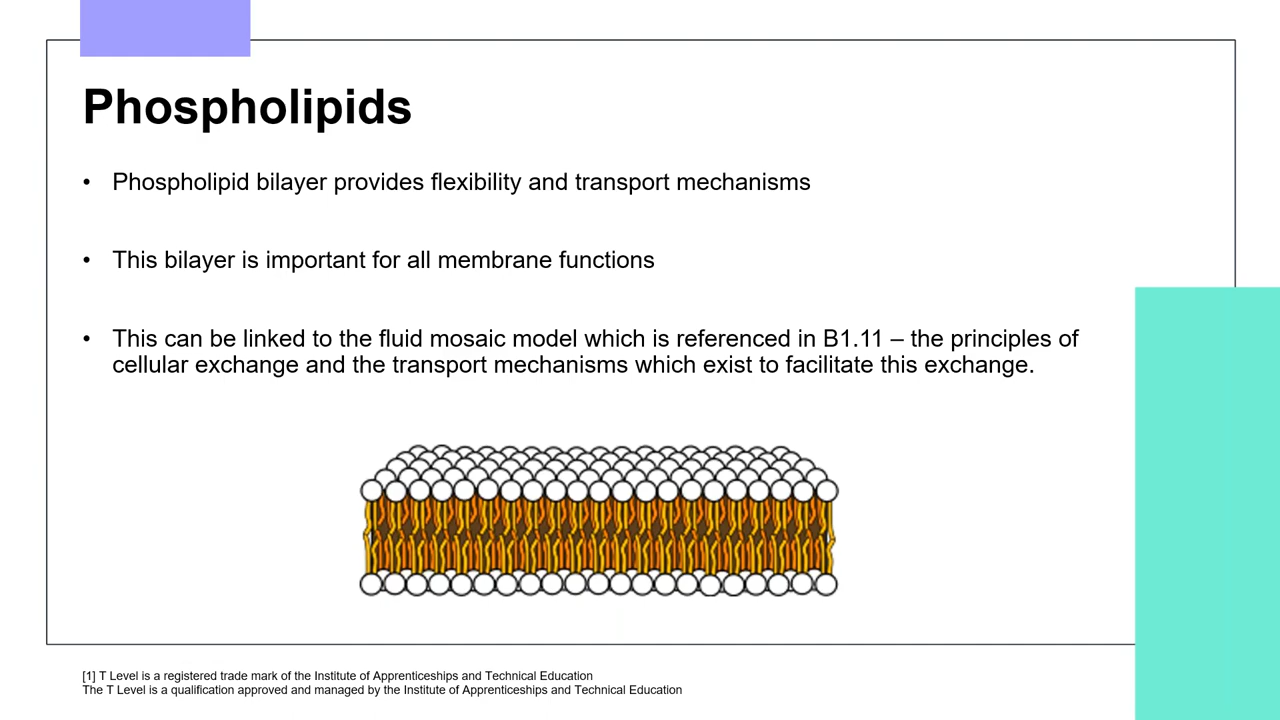 Phospholipids
• Phospholipid bilayer provides flexibility and transport mechanisms
• This bilayer is important for all membrane functions
• This can be linked to the fluid mosaic model which is referenced in B1.11 – the principles of
cellular exchange and the transport mechanisms which exist to facilitate this exchange.
[1] T Level is a registered trade mark of the Institute of Apprenticeships and Technical Education
The T Level is a qualification approved and managed by the Institute of Apprenticeships and Technical Education